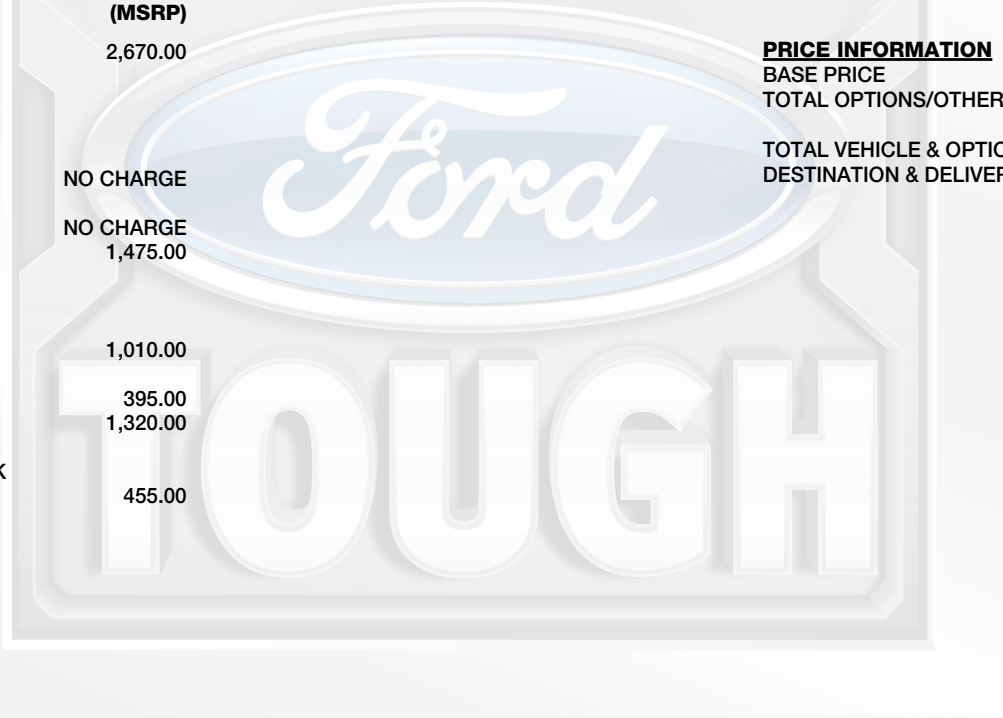 (MSRP)
2,670.00
NO CHARGE
NO CHARGE
1,475.00
1,010.00
395.00
1,320.00
K
455.00
PRICE INFORMATION
BASE PRICE
TOTAL OPTIONS/OTHER
TOTAL VEHICLE & OPTIO
DESTINATION & DELIVER
Ford
TOUGH